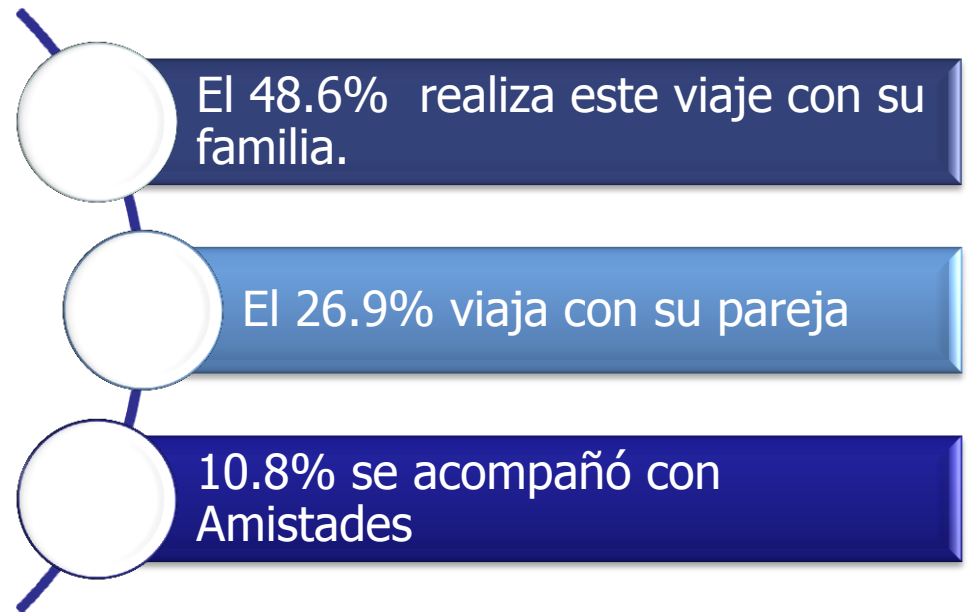 El 48.6%  realiza este viaje con su
familia.
El 26.9% viaja con su pareja
10.8% se acompañó con
Amistades